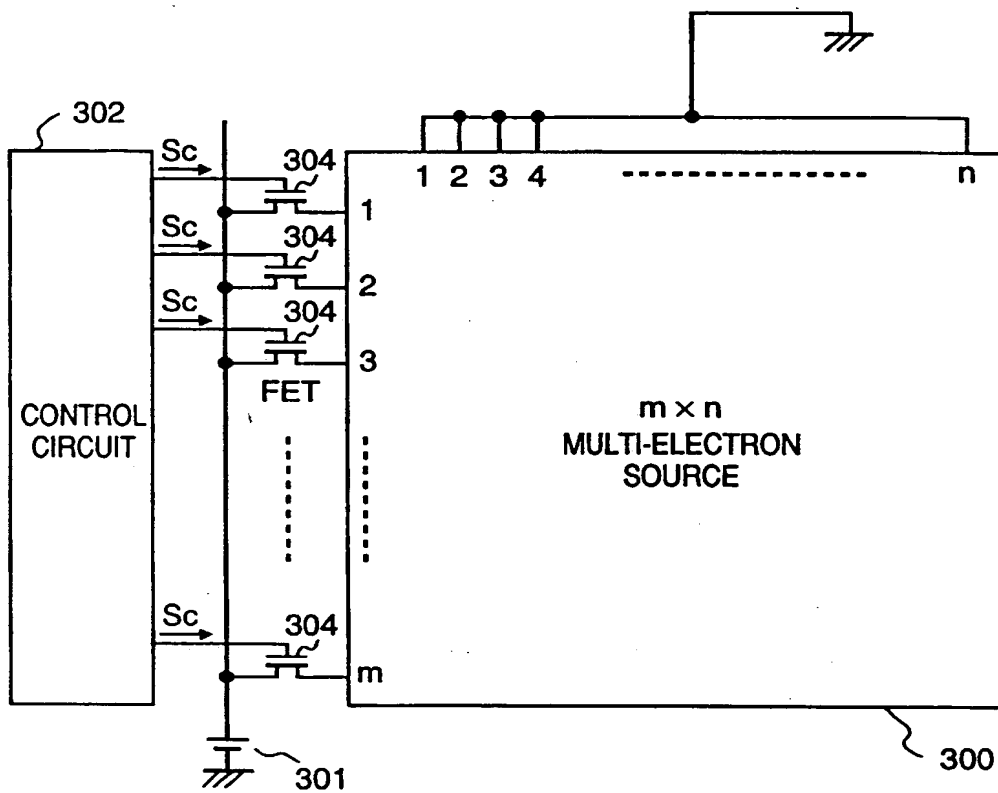 302
Sc
304
1 2 3 4 n
1
Sc
304
2
Sc
304
3
FET
CONTROL
CIRCUIT
m × n
MULTI-ELECTRON
SOURCE
Sc
304
m
301
300